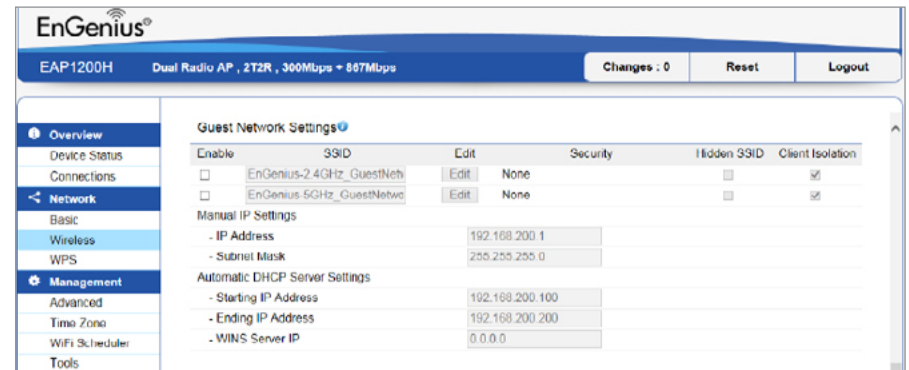 EnGenius®
EAP1200H Dual Radio AP , 2T2R , 300Mbps + 867Mbps Changes : 0 Reset Logout
Overview
Device Status
Connections
Network
Basic
Wireless
WPS
Management
Advanced
Time Zone
WiFi Scheduler
Tools
Guest Network Settings
Enable SSID Edit Security Hidden SSID Client Isolation
EnGenius-2.4GHz_GuestNetw Edit None
EnGenius-5GHz_GuestNetwo Edit None
Manual IP Settings
- IP Address 192.168.200.1
- Subnet Mask 255.255.255.0
Automatic DHCP Server Settings
- Starting IP Address 192.168.200.100
- Ending IP Address 192.168.200.200
- WINS Server IP 0.0.0.0